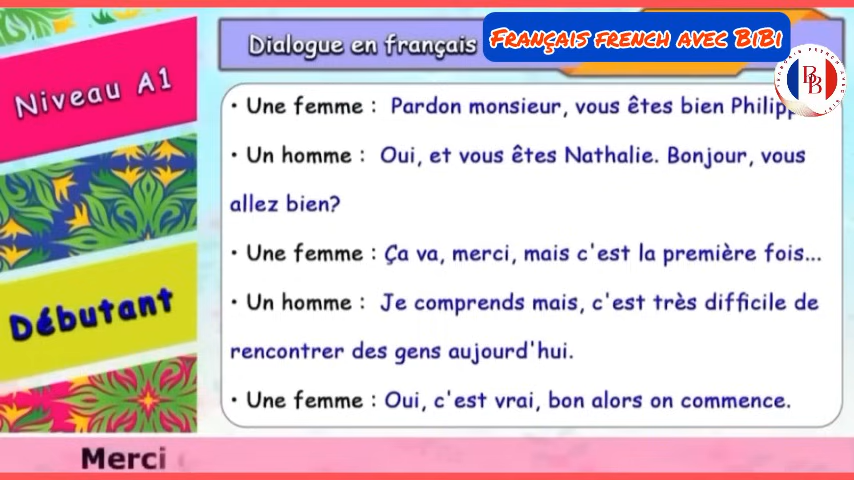 Dialogue en français
FRANÇAIS FRENCH AVEC BIBI
BB
Niveau A1
Débutant
• Une femme : Pardon monsieur, vous êtes bien
• Un homme : Oui, et vous êtes Nathalie. Bonjour, vous
allez bien?
• Une femme : Ça va, merci, mais c'est la première fois...
• Un homme : Je comprends mais, c'est très difficile de
rencontrer des gens aujourd'hui.
• Une femme : Oui, c'est vrai, bon alors on commence.
Merci